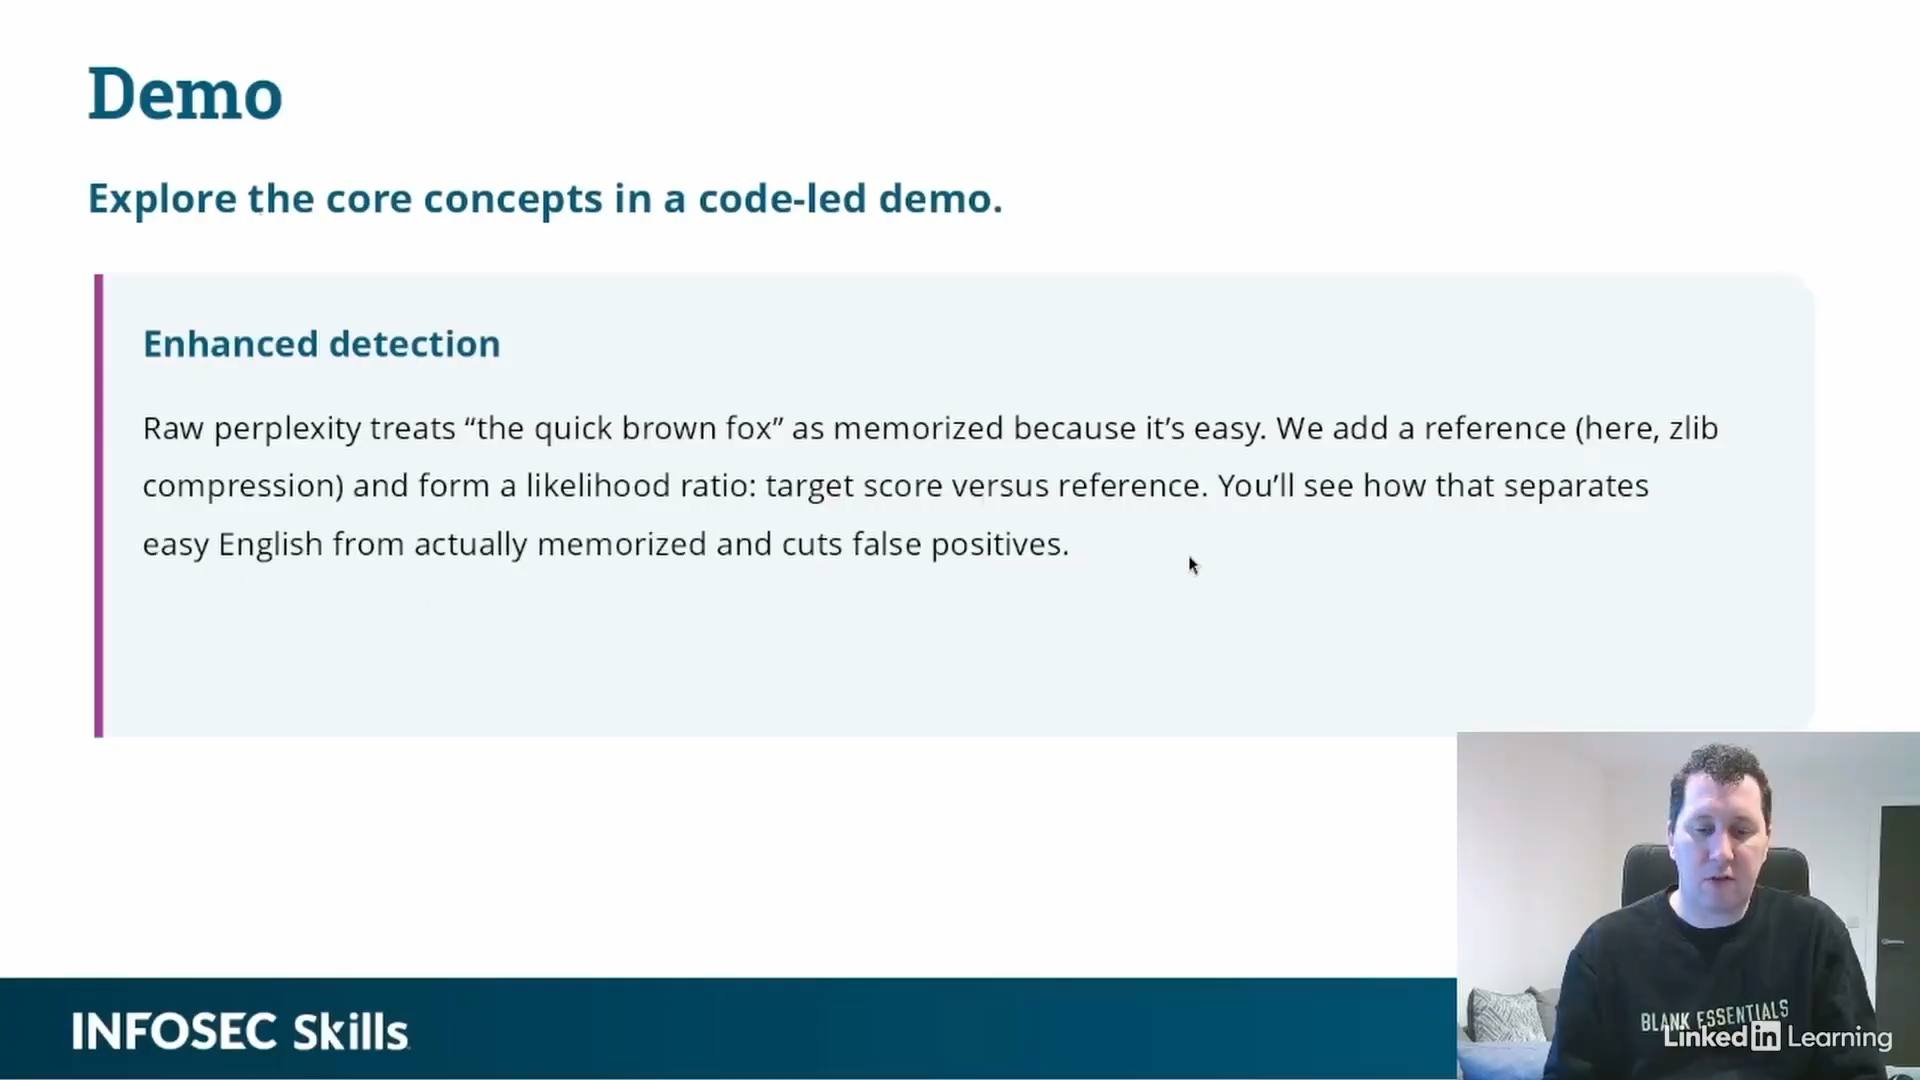 Demo
Explore the core concepts in a code-led demo.
Enhanced detection
Raw perplexity treats “the quick brown fox” as memorized because it’s easy. We add a reference (here, zlib
compression) and form a likelihood ratio: target score versus reference. You’ll see how that separates
easy English from actually memorized and cuts false positives.
INFOSEC Skills
BLANK ESSENTIALS
Linked in Learning